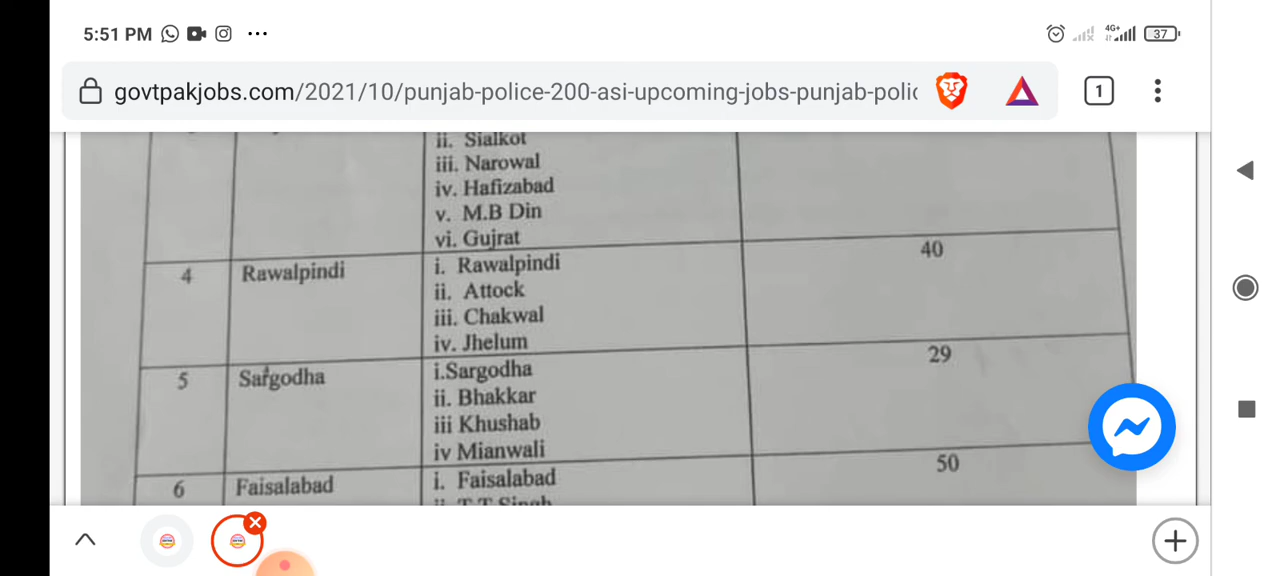 5:51 PM ...
4G+
37
govtpakjobs.com/2021/10/punjab-police-200-asi-upcoming-jobs-punjab-polic
1
ii. Sialkot
iii. Narowal
iv. Hafizabad
v. M.B Din
vi. Gujrat
4 Rawalpindi i. Rawalpindi 40
ii. Attock
iii. Chakwal
iv. Jhelum
5 Sargodha i.Sargodha 29
ii. Bhakkar
iii Khushab
iv Mianwali
6 Faisalabad i. Faisalabad 50
ii. T.T Singh